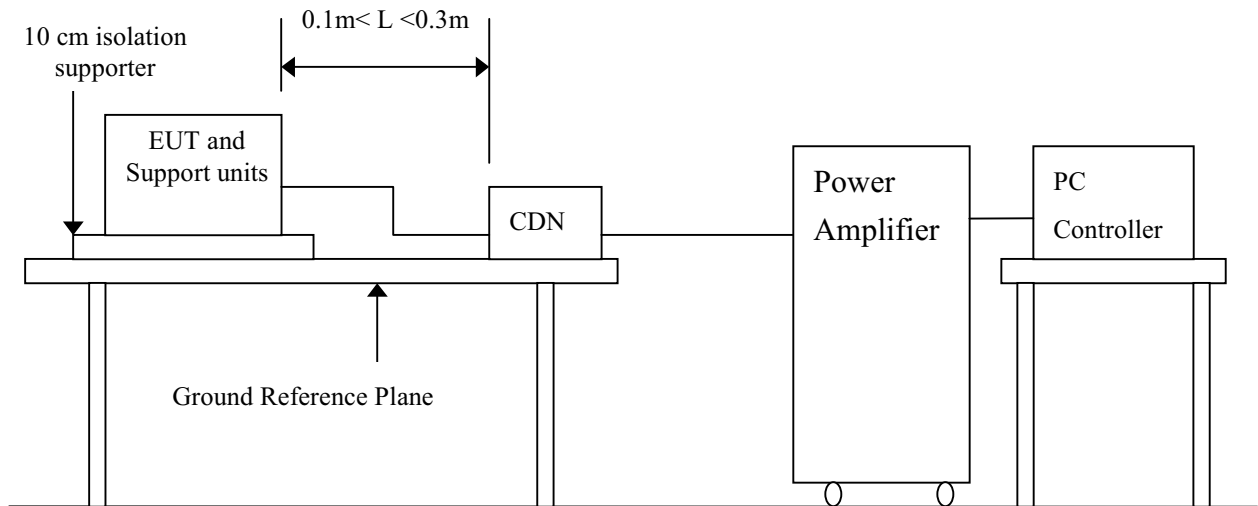 0.1m< L <0.3m
10 cm isolation
supporter
EUT and
Support units
CDN
Power
Amplifier
PC
Controller
Ground Reference Plane